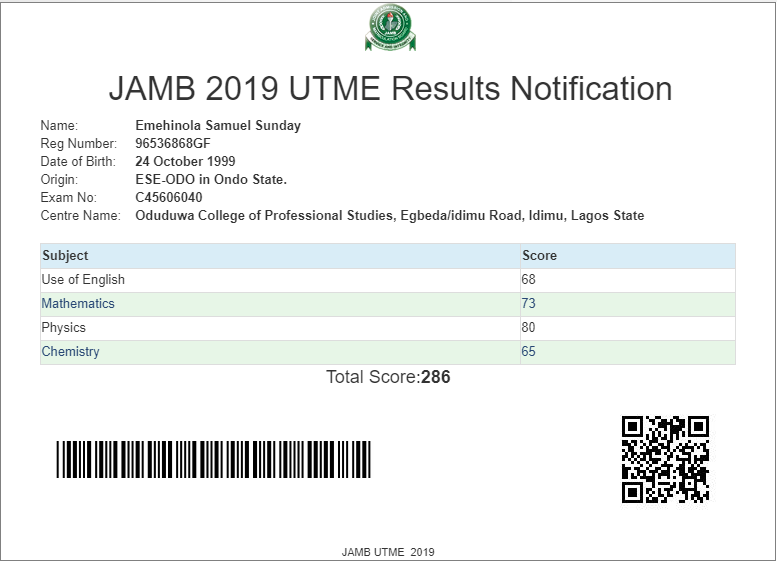 JAMB 2019 UTME Results Notification
Name: Emehinola Samuel Sunday
Reg Number: 96536868GF
Date of Birth: 24 October 1999
Origin: ESE-ODO in Ondo State.
Exam No: C45606040
Centre Name: Oduduwa College of Professional Studies, Egbeda/idimu Road, Idimu, Lagos State
Subject Score
Use of English 68
Mathematics 73
Physics 80
Chemistry 65
Total Score:286
JAMB UTME 2019